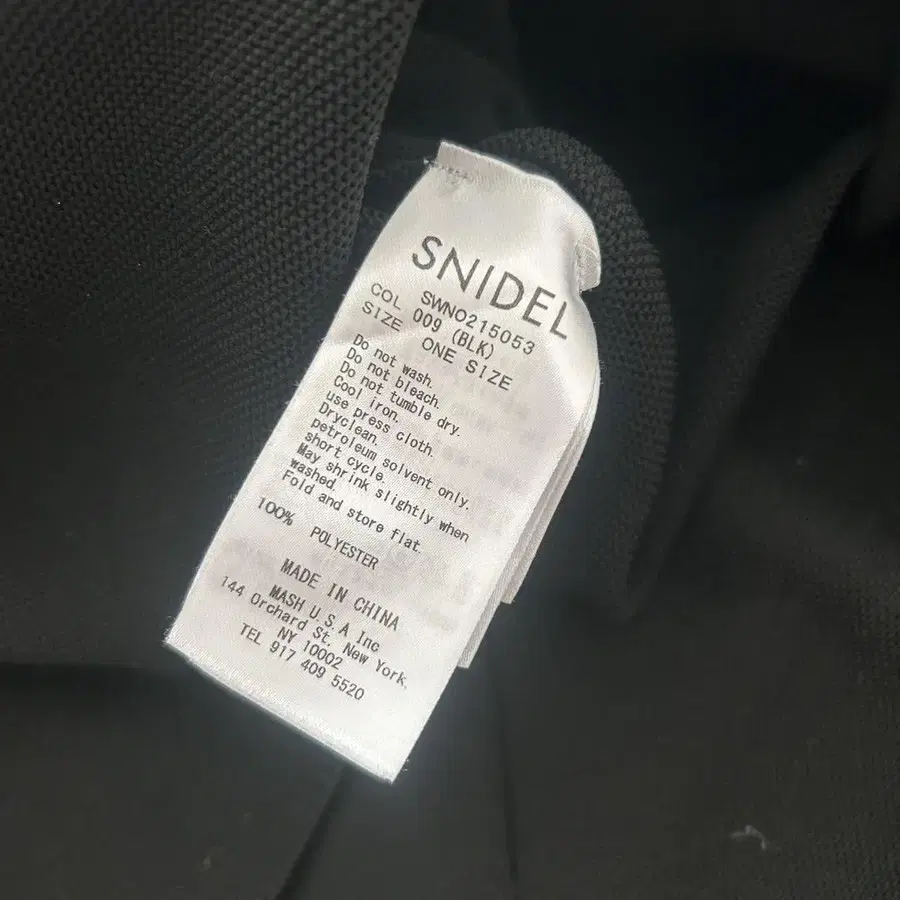 SNIDEL
SWNO215053
COL 009 (BLK)
SIZE ONE SIZE
Do not wash.
Do not bleach.
Do not tumble dry.
Cool iron.
use press cloth.
Dryclean.
petroleum solvent only.
short cycle.
May shrink slightly when
washed.
Fold and store flat.
100% POLYESTER
MADE IN CHINA
MASH U.S.A Inc
144 Orchard St. New York.
NY 10002
TEL 917 409 5520